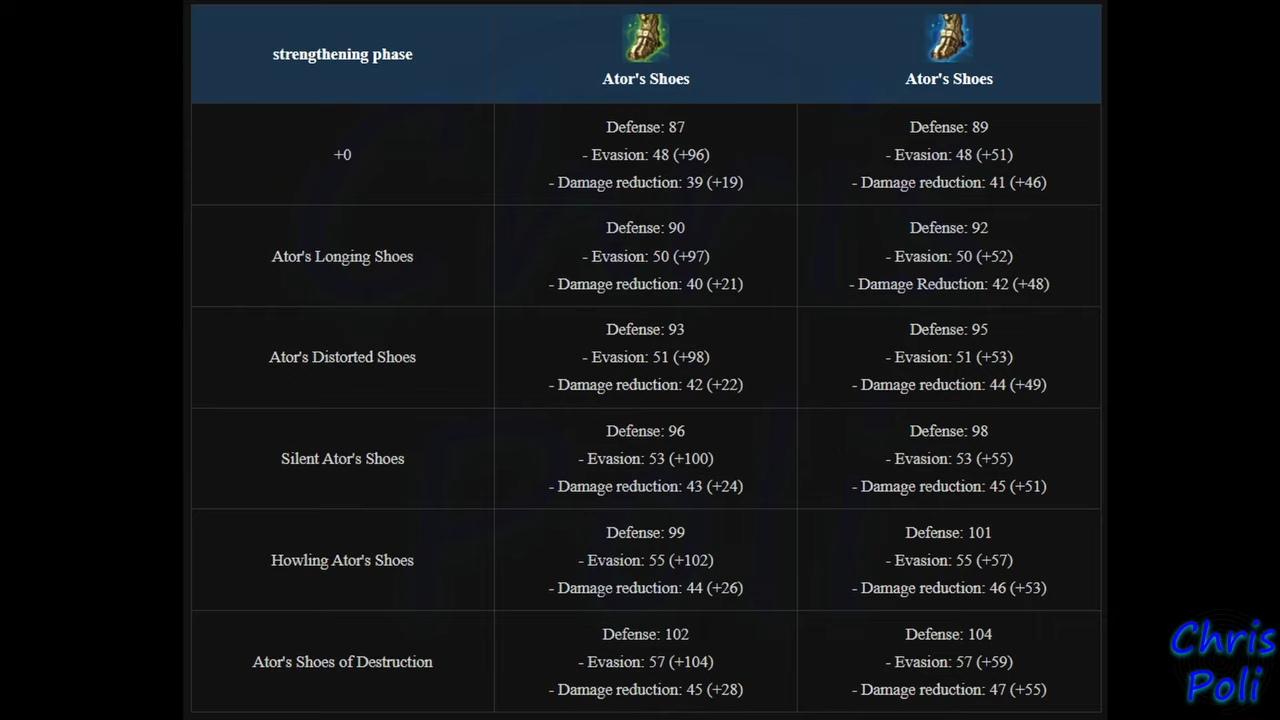 strengthening phase
Ator's Shoes
Ator's Shoes
+0
Defense: 87
- Evasion: 48 (+96)
- Damage reduction: 39 (+19)
Defense: 89
- Evasion: 48 (+51)
- Damage reduction: 41 (+46)
Ator's Longing Shoes
Defense: 90
- Evasion: 50 (+97)
- Damage reduction: 40 (+21)
Defense: 92
- Evasion: 50 (+52)
- Damage Reduction: 42 (+48)
Ator's Distorted Shoes
Defense: 93
- Evasion: 51 (+98)
- Damage reduction: 42 (+22)
Defense: 95
- Evasion: 51 (+53)
- Damage reduction: 44 (+49)
Silent Ator's Shoes
Defense: 96
- Evasion: 53 (+100)
- Damage reduction: 43 (+24)
Defense: 98
- Evasion: 53 (+55)
- Damage reduction: 45 (+51)
Howling Ator's Shoes
Defense: 99
- Evasion: 55 (+102)
- Damage reduction: 44 (+26)
Defense: 101
- Evasion: 55 (+57)
- Damage reduction: 46 (+53)
Ator's Shoes of Destruction
Defense: 102
- Evasion: 57 (+104)
- Damage reduction: 45 (+28)
Defense: 104
- Evasion: 57 (+59)
- Damage reduction: 47 (+55)
Chris
Poli